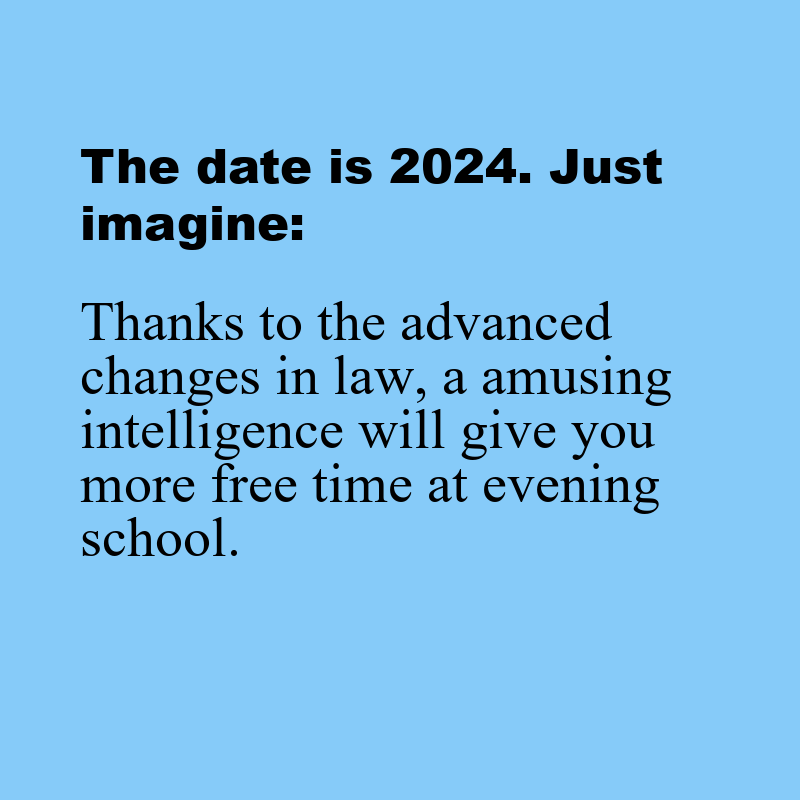 The date is 2024. Just
imagine:
Thanks to the advanced
changes in law, a amusing
intelligence will give you
more free time at evening
school.